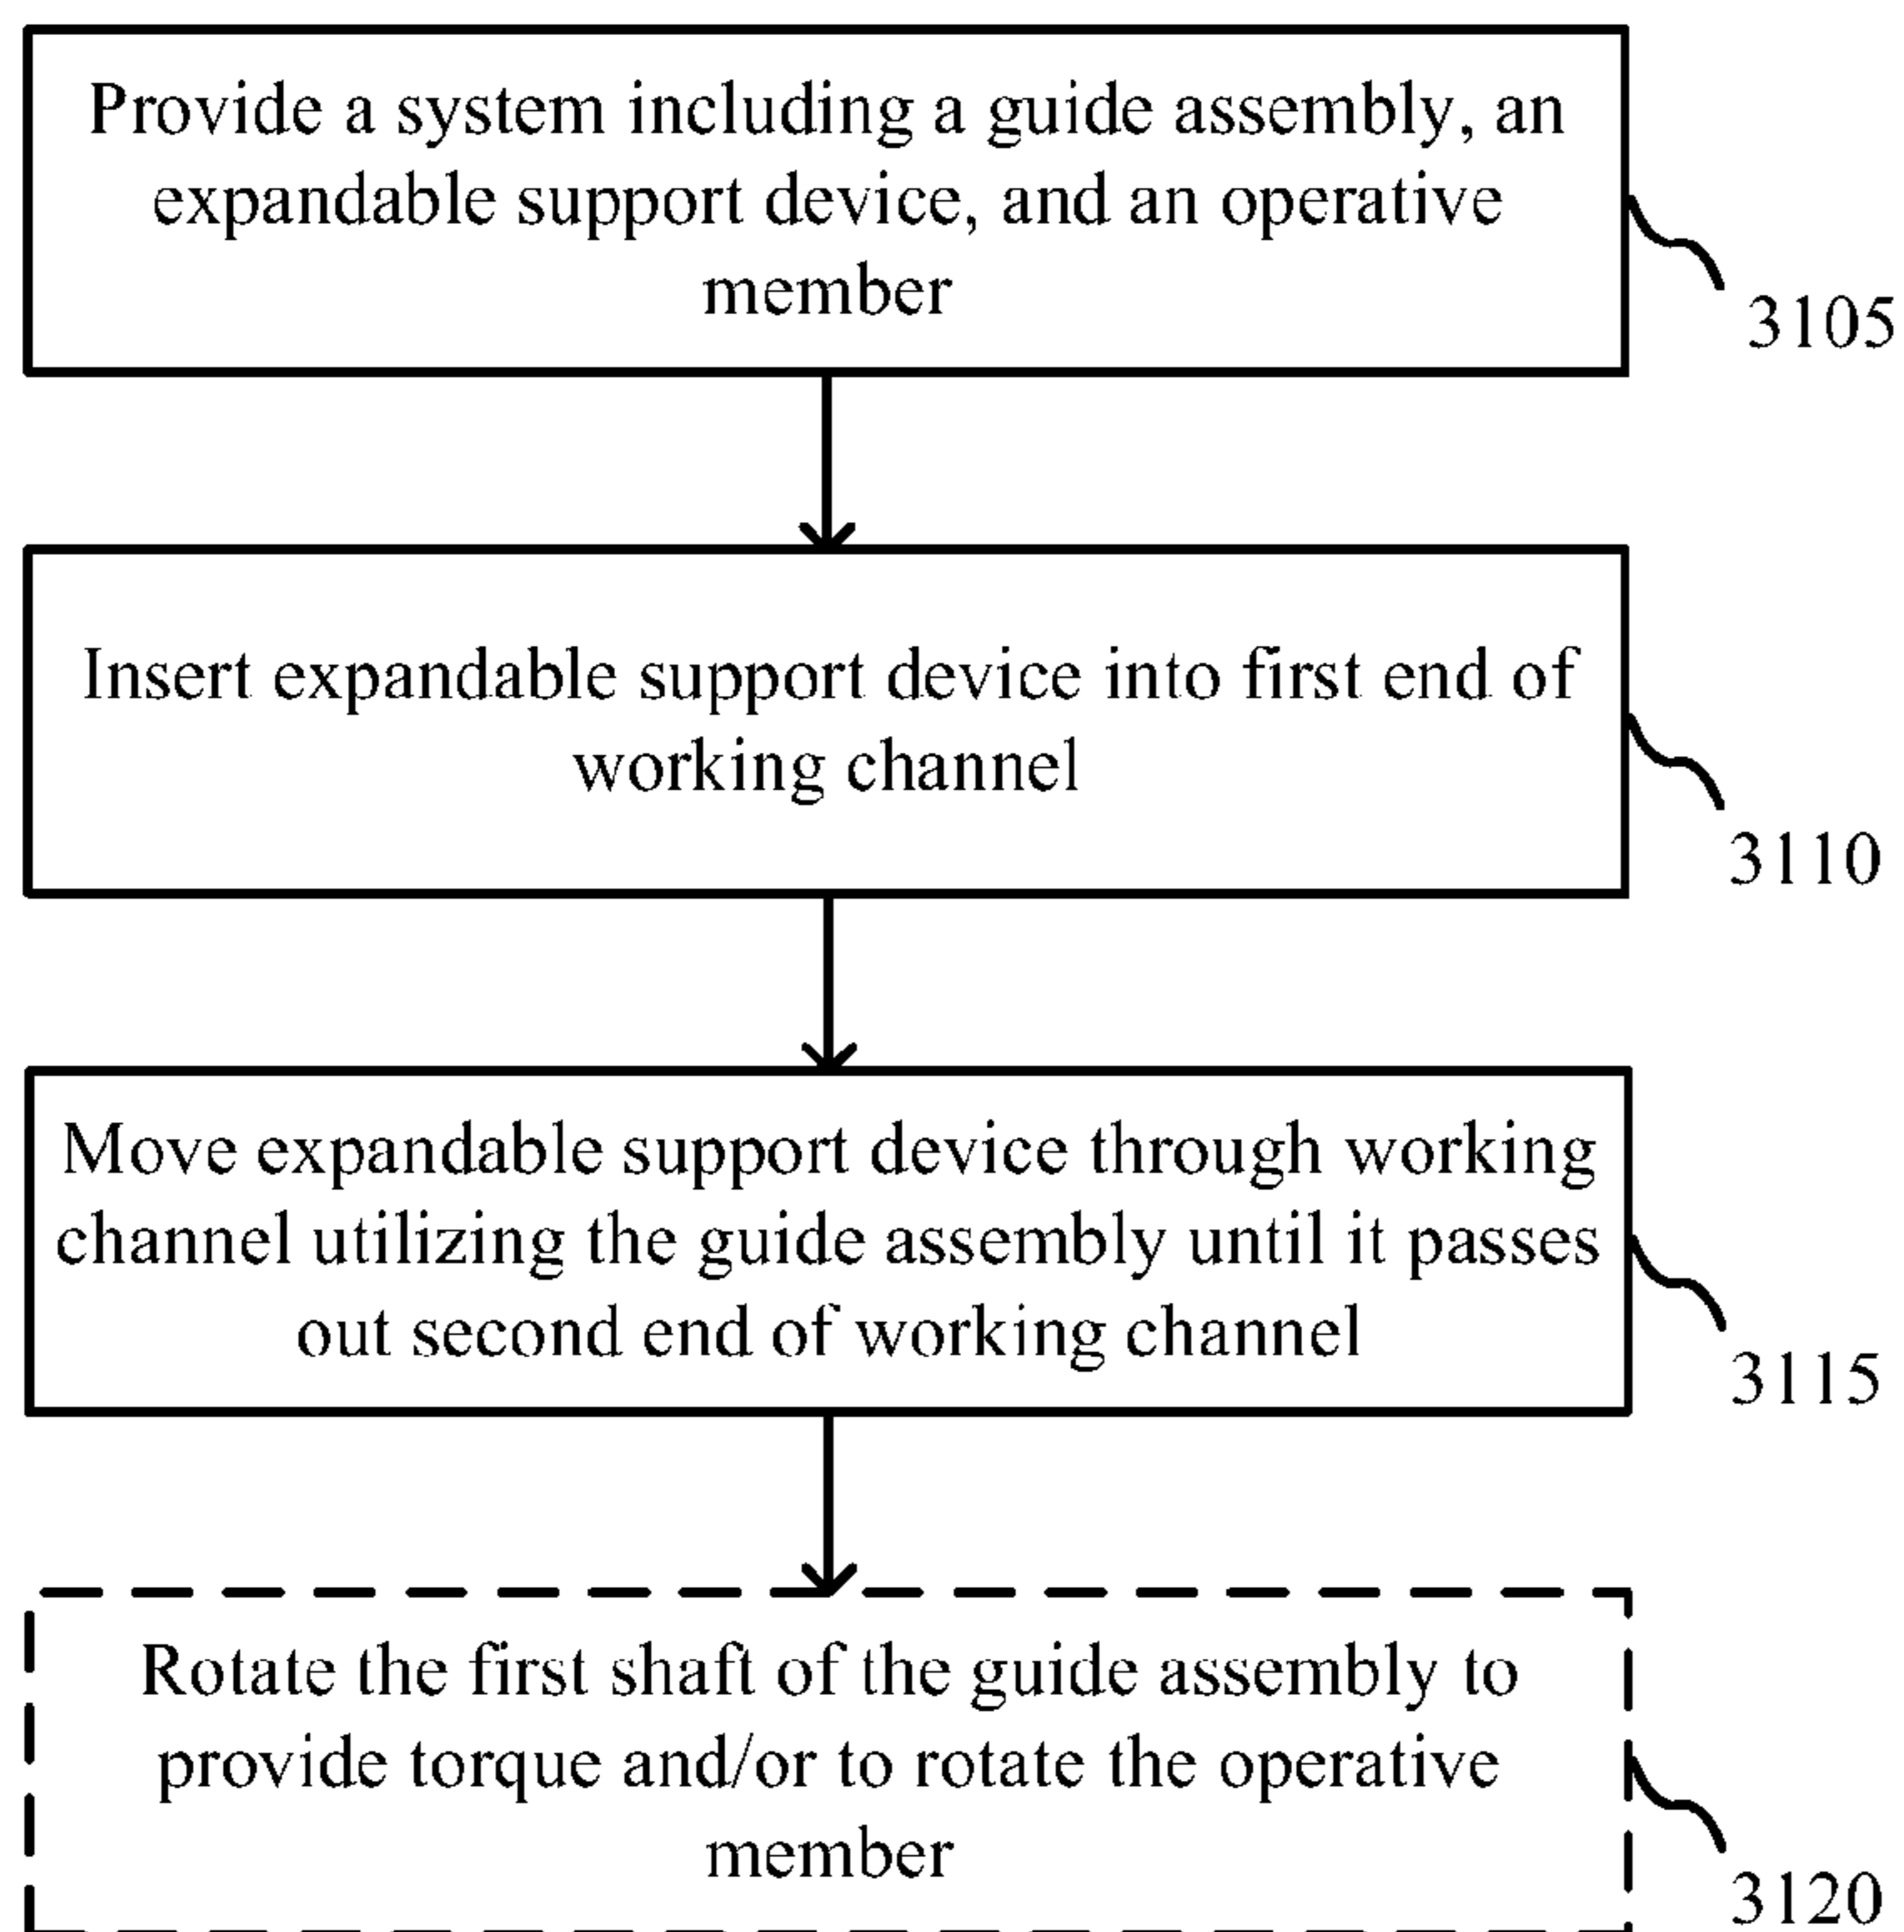 Provide a system including a guide assembly, an
expandable support device, and an operative
member
3105
Insert expandable support device into first end of
working channel
3110
Move expandable support device through working
channel utilizing the guide assembly until it passes
out second end of working channel
3115
Rotate the first shaft of the guide assembly to
provide torque and/or to rotate the operative
member
3120